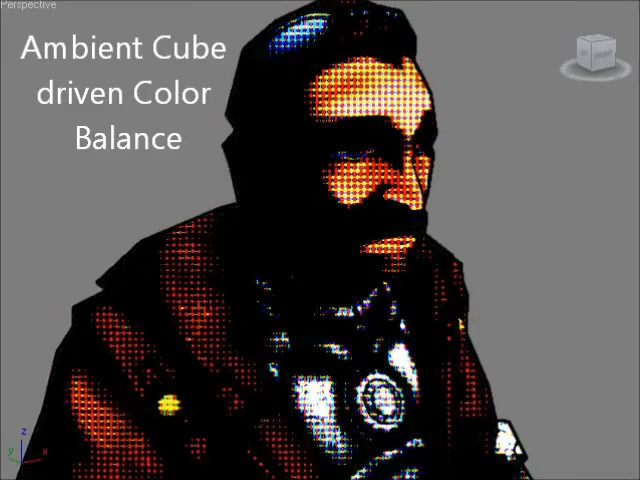 Perspective
Ambient Cube
driven Color
Balance
z
y
x